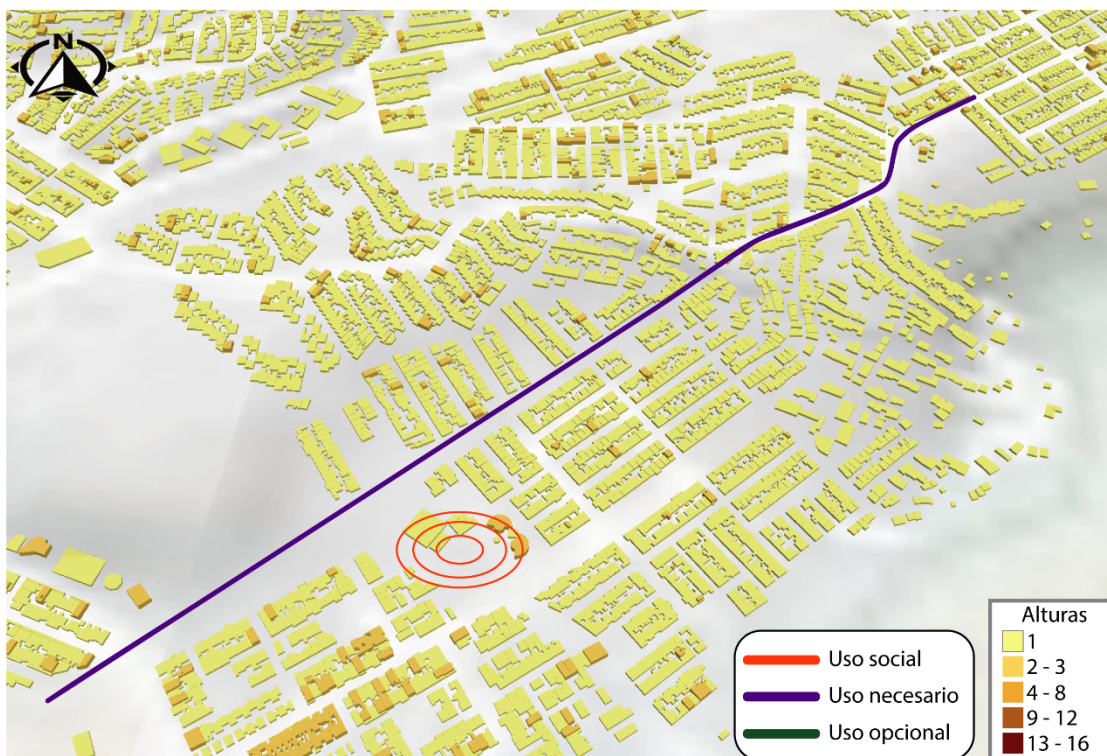 N
Uso social
Uso necesario
Uso opcional
Alturas
1
2 - 3
4 - 8
9 - 12
13 - 16